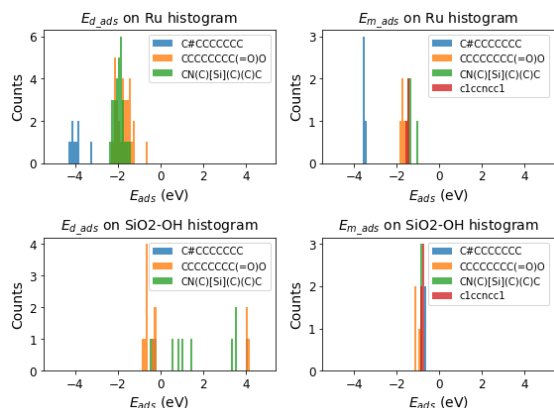 E_d_ads on Ru histogram
6
4
2
0
Counts
C#CCCCCCC
CCCCCCCC(=O)O
CN(C)[Si](C)(C)C
−4 −2 0 2 4
E_ads (eV)
E_m_ads on Ru histogram
3
2
1
0
Counts
C#CCCCCCC
CCCCCCCC(=O)O
CN(C)[Si](C)(C)C
c1ccncc1
−4 −2 0 2 4
E_ads (eV)
E_d_ads on SiO2-OH histogram
4
3
2
1
0
Counts
C#CCCCCCC
CCCCCCCC(=O)O
CN(C)[Si](C)(C)C
−4 −2 0 2 4
E_ads (eV)
E_m_ads on SiO2-OH histogram
3
2
1
0
Counts
C#CCCCCCC
CCCCCCCC(=O)O
CN(C)[Si](C)(C)C
c1ccncc1
−4 −2 0 2 4
E_ads (eV)